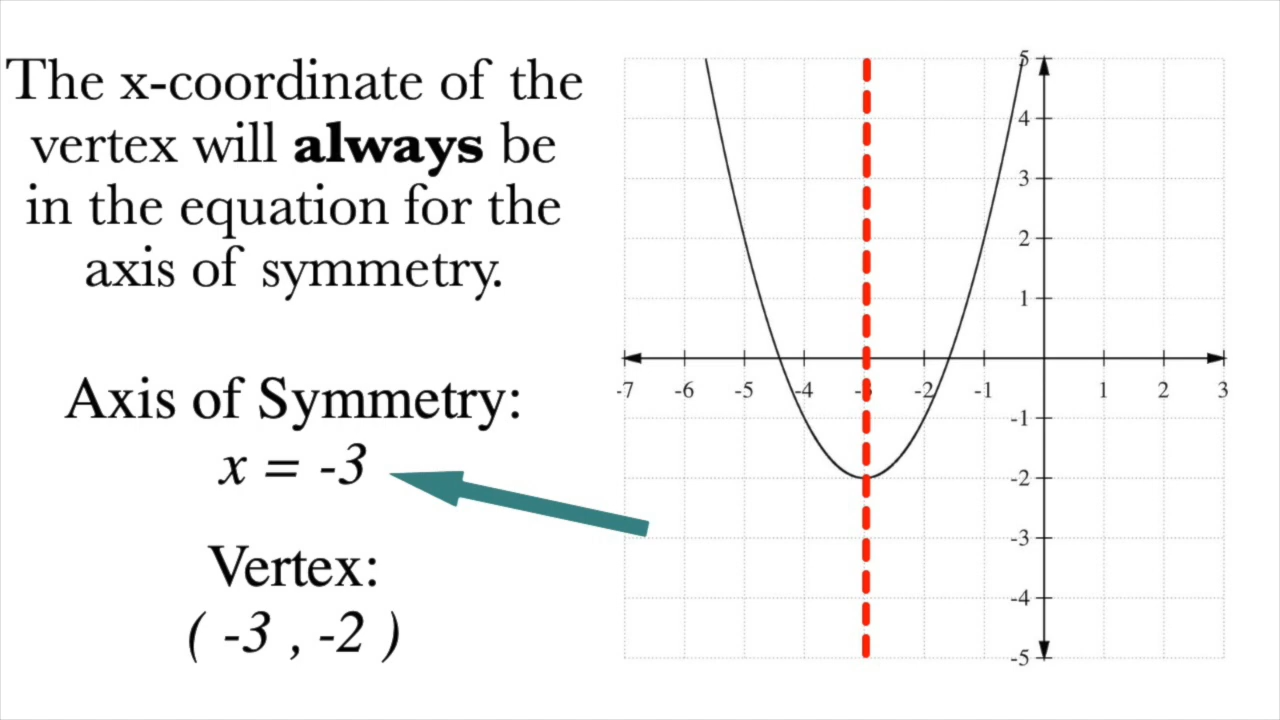 The x-coordinate of the
vertex will always be
in the equation for the
axis of symmetry.
Axis of Symmetry:
x = -3
Vertex:
( -3 , -2 )
5
4
3
2
1
-7 -6 -5 -4 -3 -2 -1 1 2 3
-1
-2
-3
-4
-5